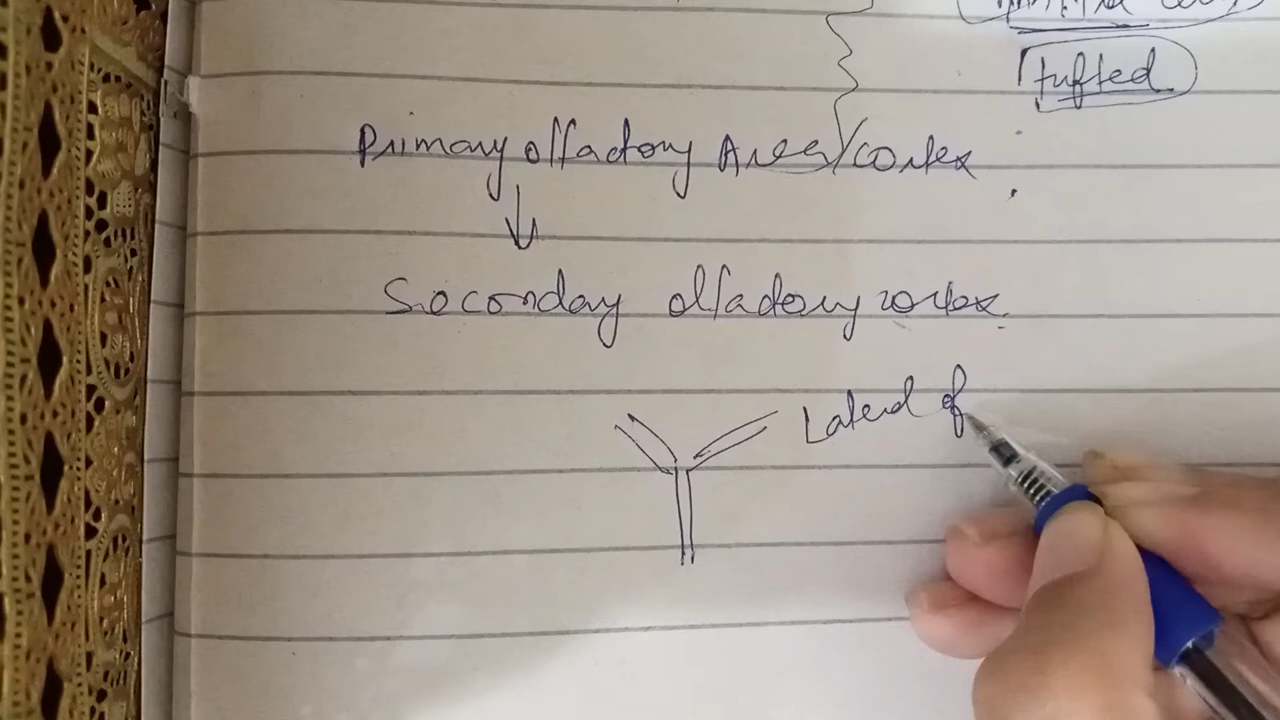 tufted
Primary olfactory Area/cortex
Secondary olfactory cortex.
Lateral of